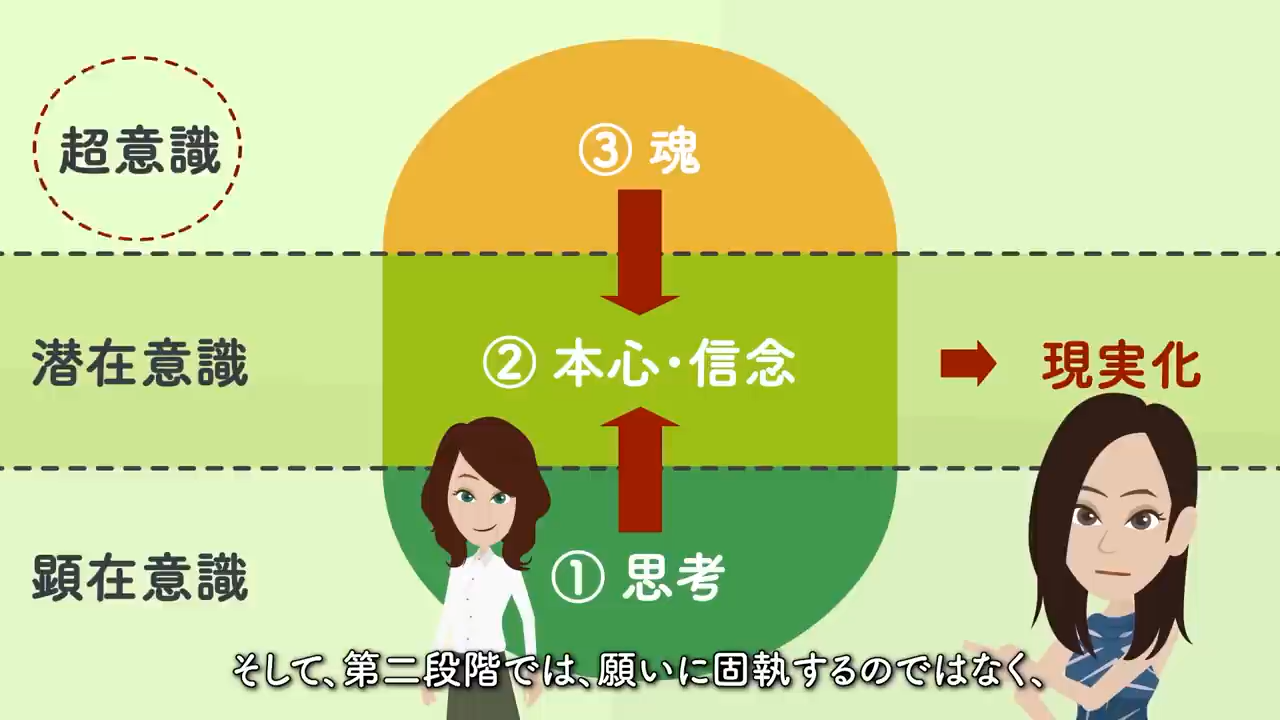 超意識
③ 魂
潜在意識
② 本心・信念
現実化
顕在意識
① 思考
そして、第二段階では、願いに固執するのではなく、